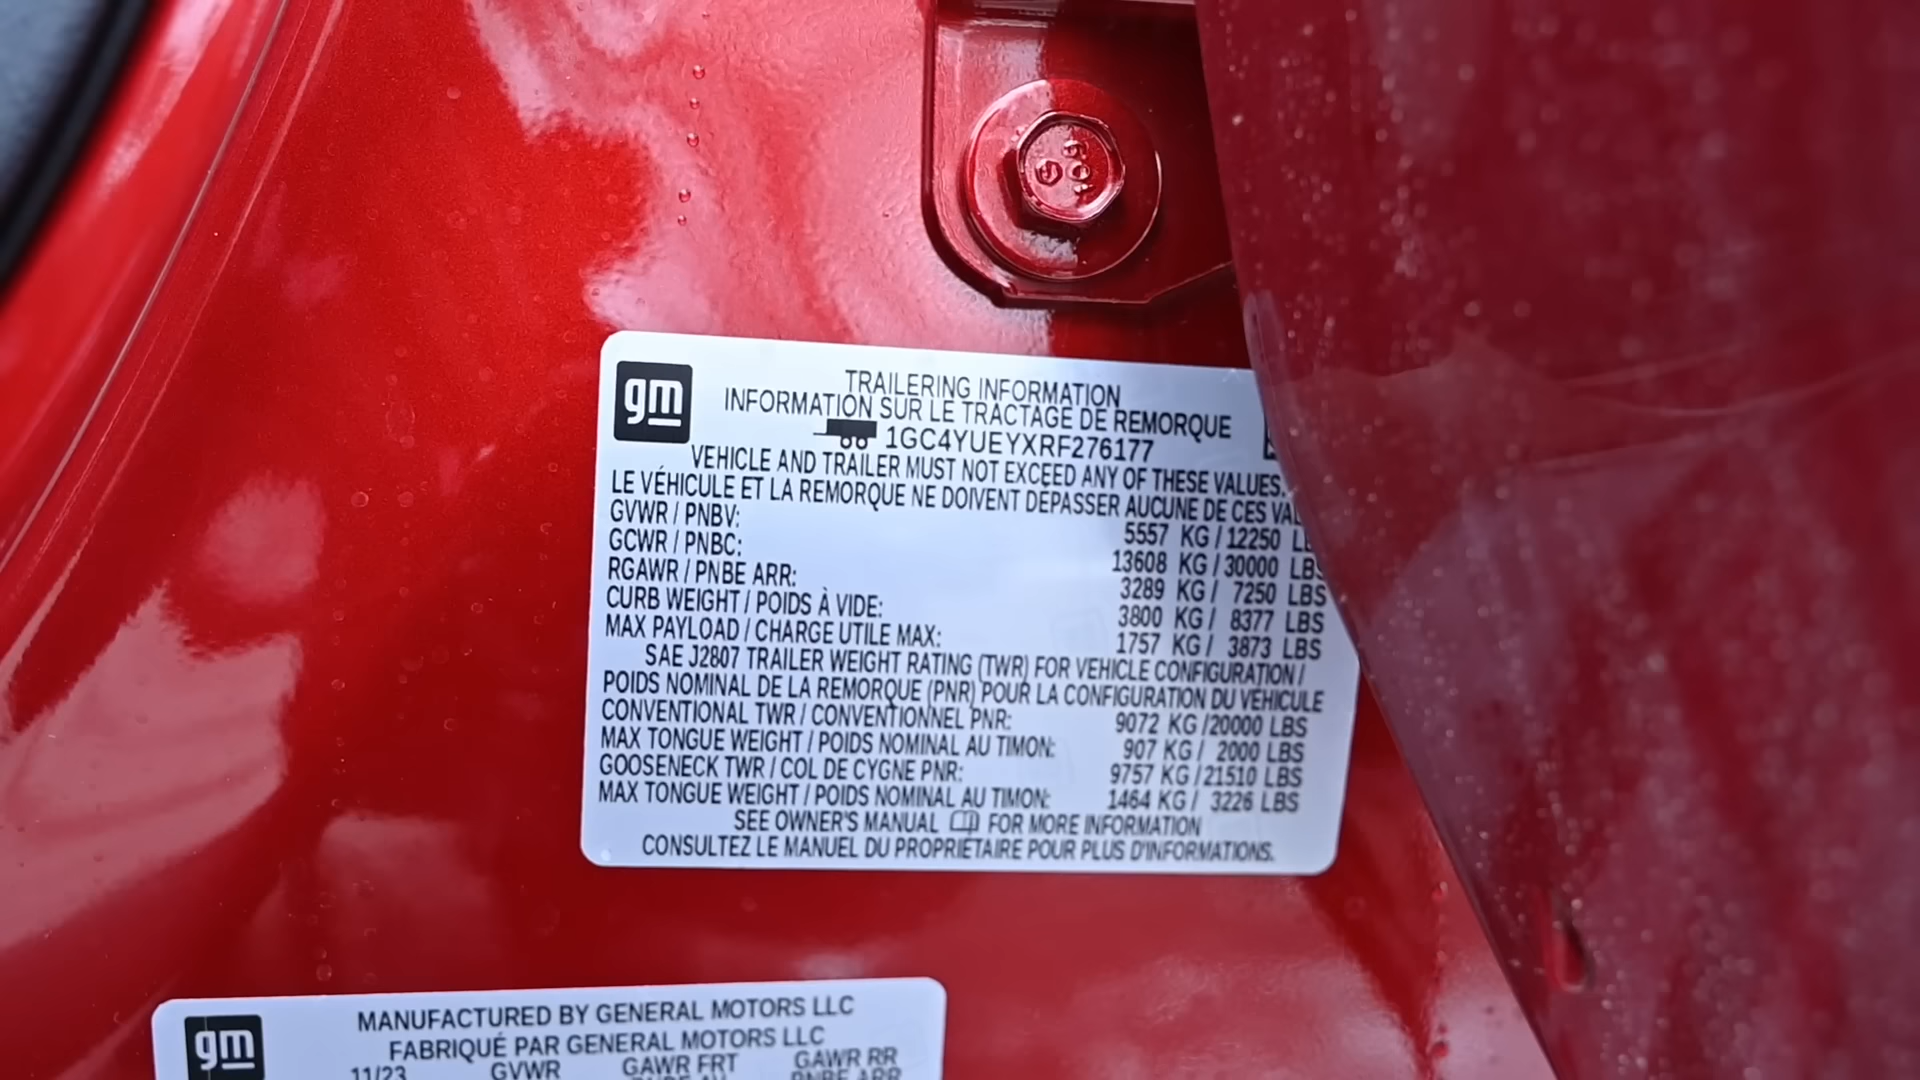 gm
TRAILERING INFORMATION
INFORMATION SUR LE TRACTAGE DE REMORQUE
1GC4YUEYXRF276177
VEHICLE AND TRAILER MUST NOT EXCEED ANY OF THESE VALUES.
LE VÉHICULE ET LA REMORQUE NE DOIVENT DÉPASSER AUCUNE DE CES
GVWR / PNBV: 5557 KG / 12250
GCWR / PNBC: 13608 KG / 30000 LBS
RGAWR / PNBE ARR: 3289 KG / 7250 LBS
CURB WEIGHT / POIDS À VIDE: 3800 KG / 8377 LBS
MAX PAYLOAD / CHARGE UTILE MAX: 1757 KG / 3873 LBS
SAE J2807 TRAILER WEIGHT RATING (TWR) FOR VEHICLE CONFIGURATION /
POIDS NOMINAL DE LA REMORQUE (PNR) POUR LA CONFIGURATION DU VÉHICULE
CONVENTIONAL TWR / CONVENTIONNEL PNR: 9072 KG / 20000 LBS
MAX TONGUE WEIGHT / POIDS NOMINAL AU TIMON: 907 KG / 2000 LBS
GOOSENECK TWR / COL DE CYGNE PNR: 9757 KG / 21510 LBS
MAX TONGUE WEIGHT / POIDS NOMINAL AU TIMON: 1464 KG / 3226 LBS
SEE OWNER'S MANUAL FOR MORE INFORMATION
CONSULTEZ LE MANUEL DU PROPRIÉTAIRE POUR PLUS D'INFORMATIONS.
gm
MANUFACTURED BY GENERAL MOTORS LLC
FABRIQUÉ PAR GENERAL MOTORS LLC
11/23 GVWR GAWR FRT GAWR RR